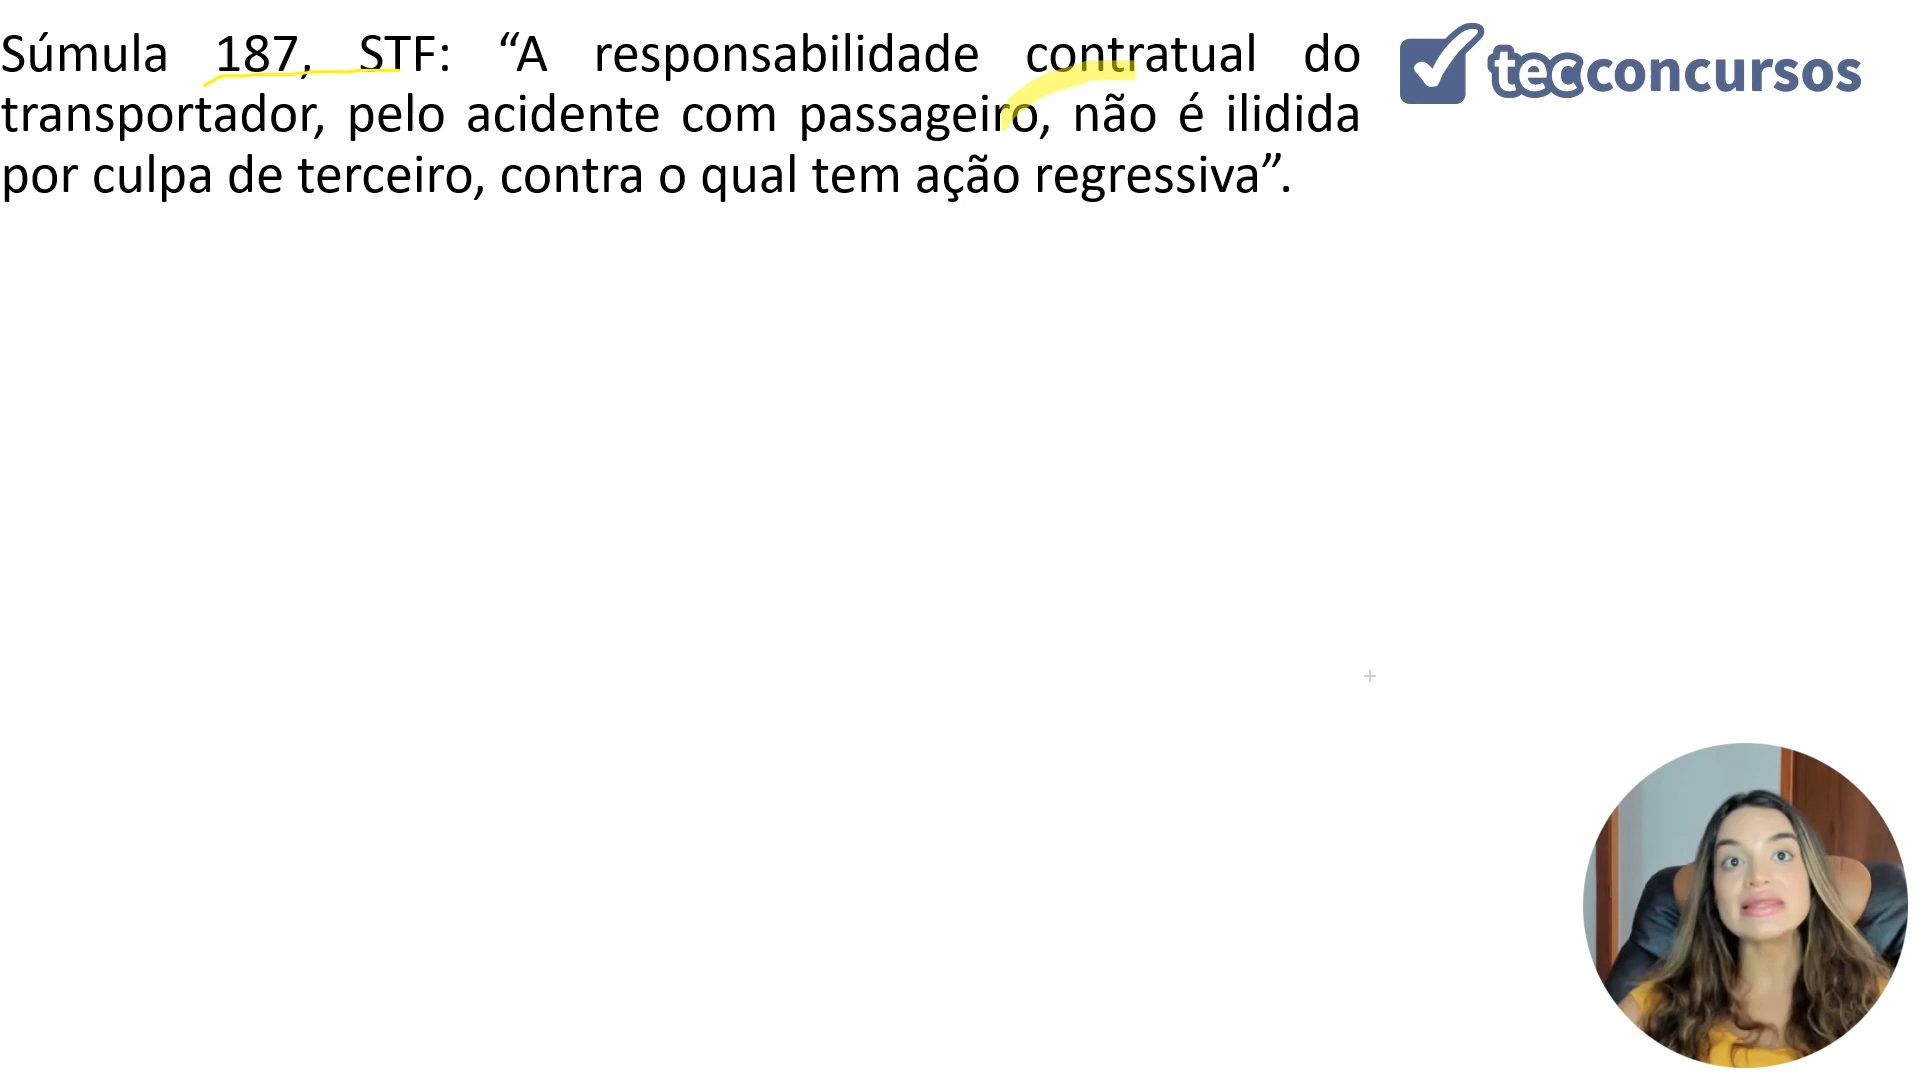 Súmula 187, STF: “A responsabilidade contratual do
transportador, pelo acidente com passageiro, não é ilidida
por culpa de terceiro, contra o qual tem ação regressiva”.
tecconcursos